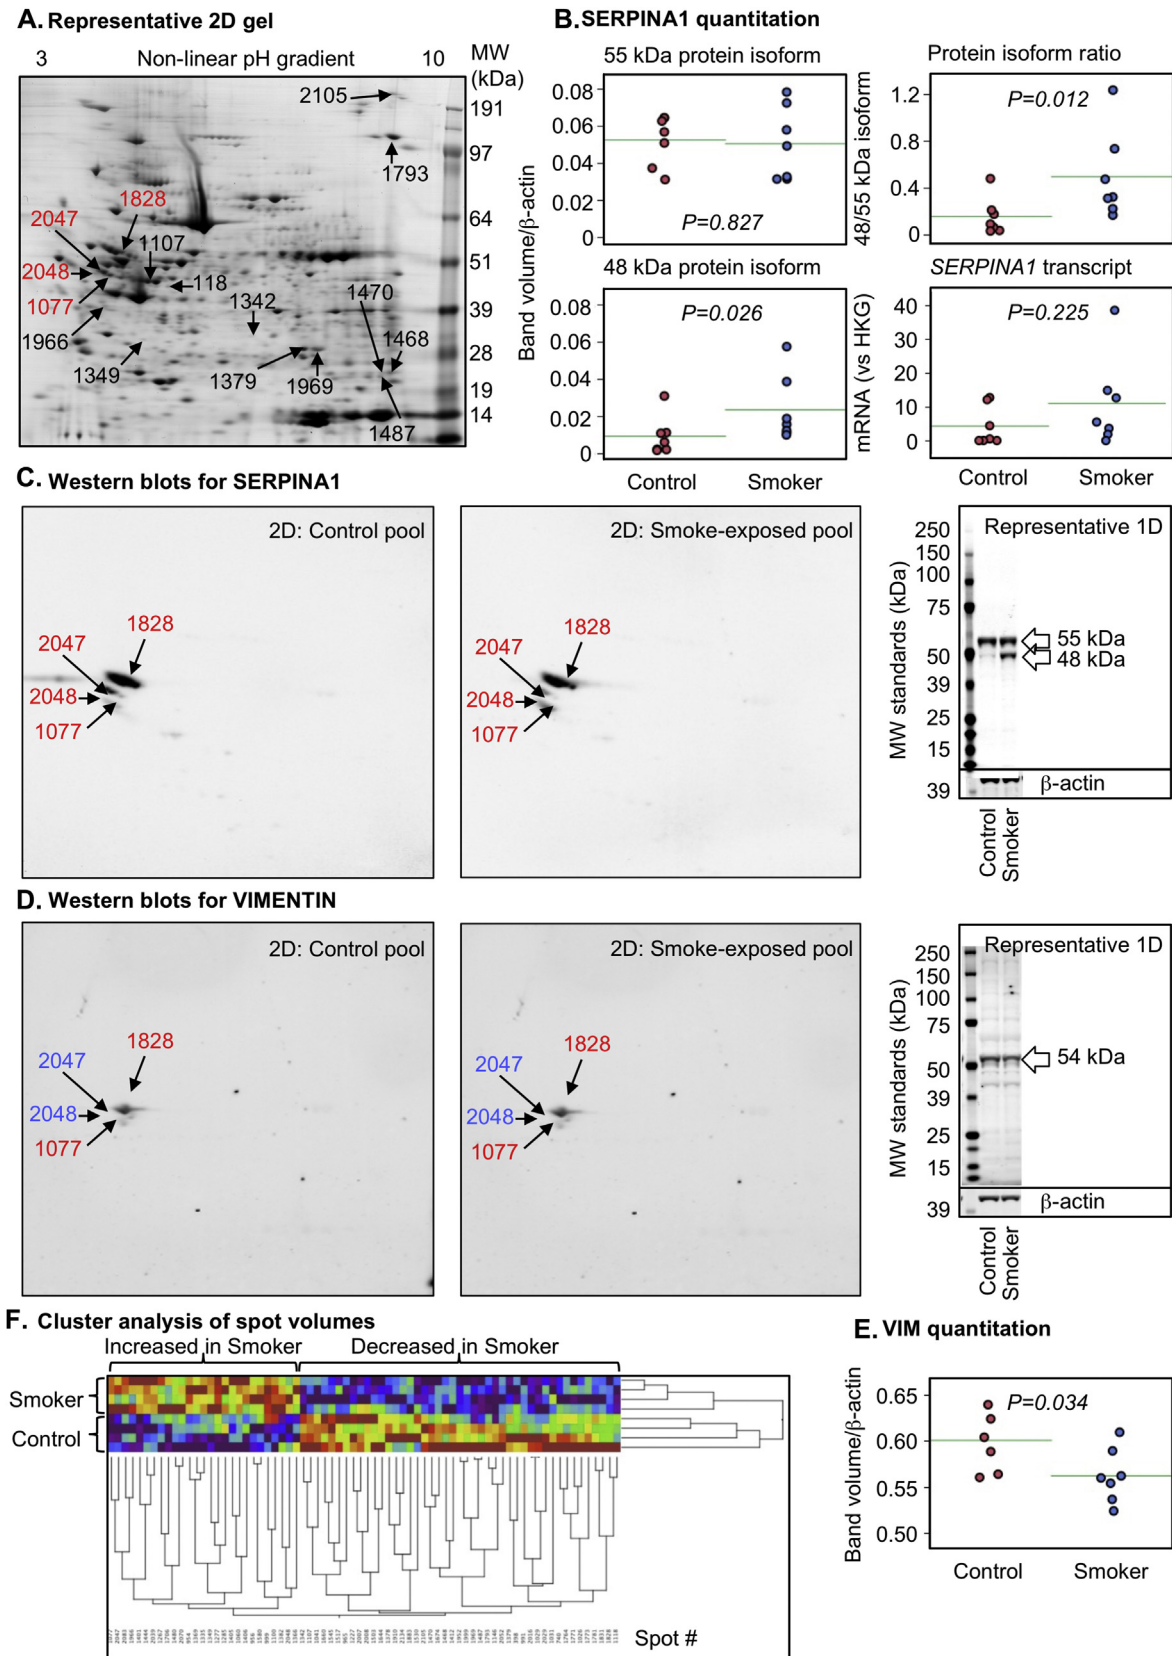 A. Representative 2D gel
3 Non-linear pH gradient 10 MW
(kDa)
2105
191
97
1793
64
1828
2047
1107
51
2048
118
1077
1342
1470
39
1966
1468
28
1349
1379
1969
19
14
1487
B. SERPINA1 quantitation
55 kDa protein isoform
0.08
0.06
0.04
0.02
0
P=0.827
Protein isoform ratio
1.2
0.8
0.4
0
P=0.012
48/55 kDa isoform
Band volume/β-actin
48 kDa protein isoform
0.08
0.06
0.04
0.02
0
P=0.026
Control Smoker
SERPINA1 transcript
40
30
20
10
0
P=0.225
mRNA (vs HKG)
Control Smoker
C. Western blots for SERPINA1
2D: Control pool
1828
2047
2048
1077
2D: Smoke-exposed pool
1828
2047
2048
1077
Representative 1D
MW standards (kDa)
250
150
100
75
50
39
25
15
39
55 kDa
48 kDa
β-actin
Control
Smoker
D. Western blots for VIMENTIN
2D: Control pool
1828
2047
2048
1077
2D: Smoke-exposed pool
1828
2047
2048
1077
Representative 1D
MW standards (kDa)
250
150
100
75
50
39
25
15
39
54 kDa
β-actin
Control
Smoker
F. Cluster analysis of spot volumes
Increased in Smoker Decreased in Smoker
Smoker
Control
Spot #
E. VIM quantitation
Band volume/β-actin
0.65
0.60
0.55
0.50
P=0.034
Control Smoker